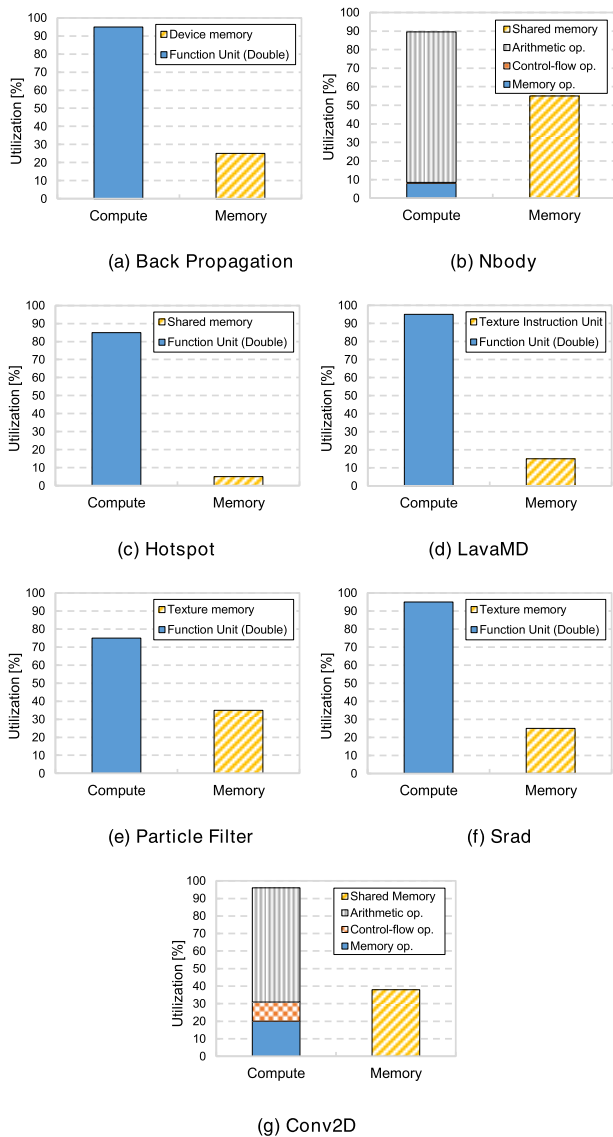 Utilization [%]
100
90
80
70
60
50
40
30
20
10
0
Device memory
Function Unit (Double)
Compute
Memory
(a) Back Propagation
Utilization [%]
100
90
80
70
60
50
40
30
20
10
0
Shared memory
Arithmetic op.
Control-flow op.
Memory op.
Compute
Memory
(b) Nbody
Utilization [%]
100
90
80
70
60
50
40
30
20
10
0
Shared memory
Function Unit (Double)
Compute
Memory
(c) Hotspot
Utilization [%]
100
90
80
70
60
50
40
30
20
10
0
Texture Instruction Unit
Function Unit (Double)
Compute
Memory
(d) LavaMD
Utilization [%]
100
90
80
70
60
50
40
30
20
10
0
Texture memory
Function Unit (Double)
Compute
Memory
(e) Particle Filter
Utilization [%]
100
90
80
70
60
50
40
30
20
10
0
Texture memory
Function Unit (Double)
Compute
Memory
(f) Srad
Utilization [%]
100
90
80
70
60
50
40
30
20
10
0
Shared Memory
Arithmetic op.
Control-flow op.
Memory op.
Compute
Memory
(g) Conv2D